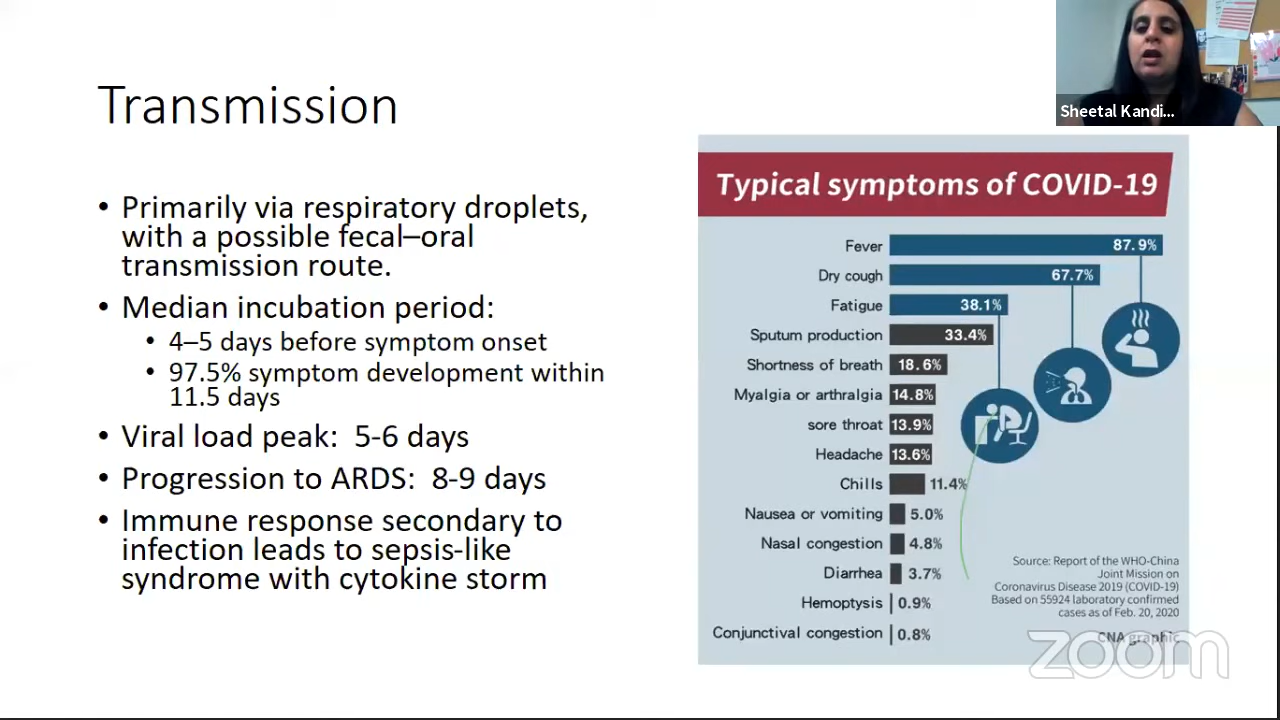 Transmission
• Primarily via respiratory droplets,
with a possible fecal–oral
transmission route.
• Median incubation period:
• 4–5 days before symptom onset
• 97.5% symptom development within
11.5 days
• Viral load peak: 5-6 days
• Progression to ARDS: 8-9 days
• Immune response secondary to
infection leads to sepsis-like
syndrome with cytokine storm
Sheetal Kandi...
Typical symptoms of COVID-19
Fever 87.9%
Dry cough 67.7%
Fatigue 38.1%
Sputum production 33.4%
Shortness of breath 18.6%
Myalgia or arthralgia 14.8%
sore throat 13.9%
Headache 13.6%
Chills 11.4%
Nausea or vomiting 5.0%
Nasal congestion 4.8%
Diarrhea 3.7%
Hemoptysis 0.9%
Conjunctival congestion 0.8%
Source: Report of the WHO-China
Joint Mission on
Coronavirus Disease 2019 (COVID-19)
Based on 55924 laboratory confirmed
cases as of Feb. 20, 2020
CNA graphic
zoom